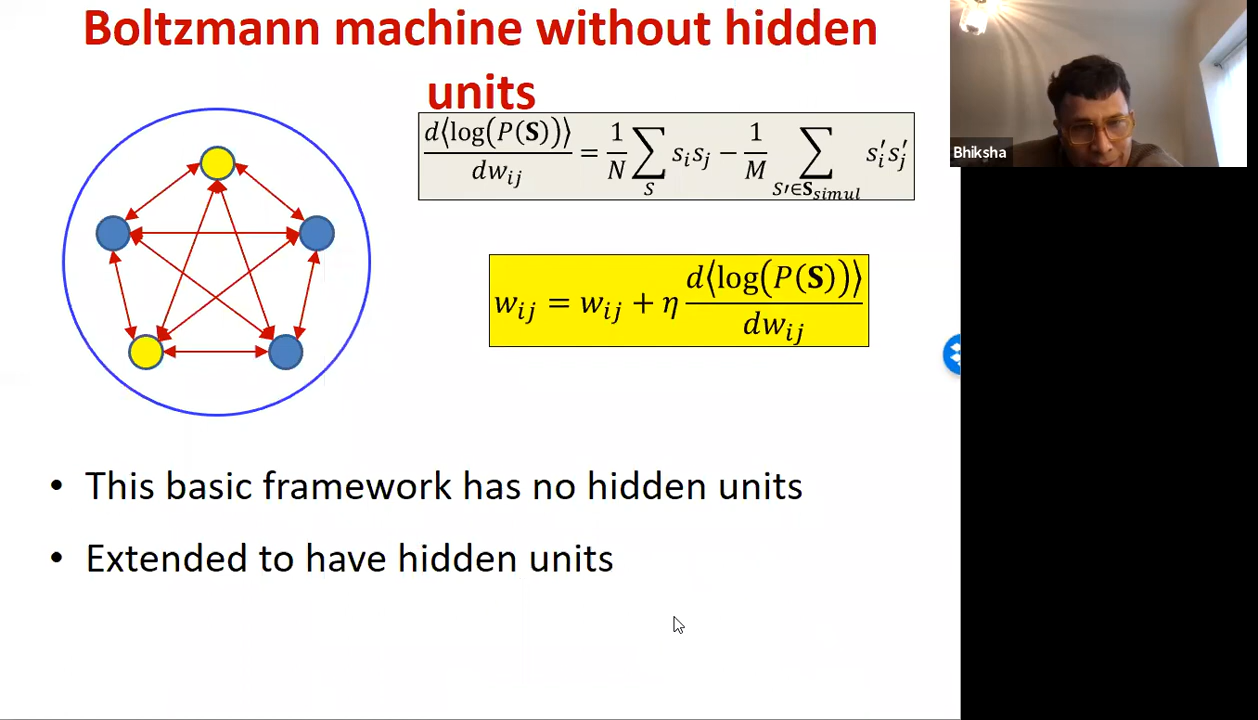 Boltzmann machine without hidden
units
d⟨log(P(S))⟩/dw_ij = 1/N ∑_S s_i s_j − 1/M ∑_{S′∈S_simul} s′_i s′_j
w_ij = w_ij + η d⟨log(P(S))⟩/dw_ij
• This basic framework has no hidden units
• Extended to have hidden units
Bhiksha